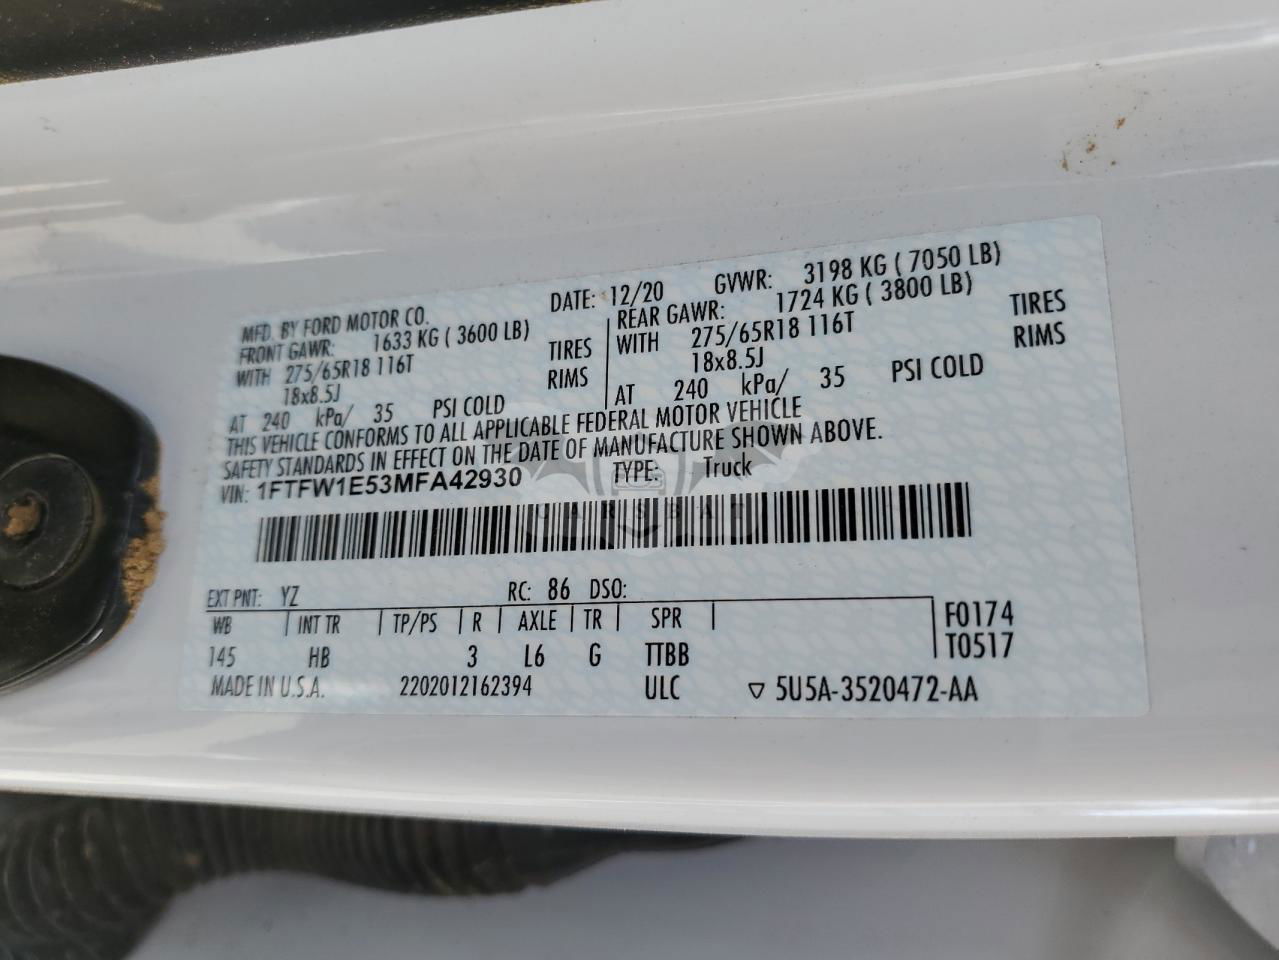 MFD. BY FORD MOTOR CO. DATE: 12/20 GVWR: 3198 KG ( 7050 LB)
FRONT GAWR: 1633 KG ( 3600 LB) REAR GAWR: 1724 KG ( 3800 LB)
WITH 275/65R18 116T TIRES WITH 275/65R18 116T TIRES
18x8.5J RIMS 18x8.5J RIMS
AT 240 kPa/ 35 PSI COLD AT 240 kPa/ 35 PSI COLD
THIS VEHICLE CONFORMS TO ALL APPLICABLE FEDERAL MOTOR VEHICLE
SAFETY STANDARDS IN EFFECT ON THE DATE OF MANUFACTURE SHOWN ABOVE.
VIN: 1FTFW1E53MFA42930 TYPE: Truck
CARSBAT
EXT PNT: YZ RC: 86 DSO:
WB INT TR TP/PS R AXLE TR SPR F0174
145 HB 3 L6 G TTBB T0517
MADE IN U.S.A. 2202012162394 ULC ▽ 5U5A-3520472-AA